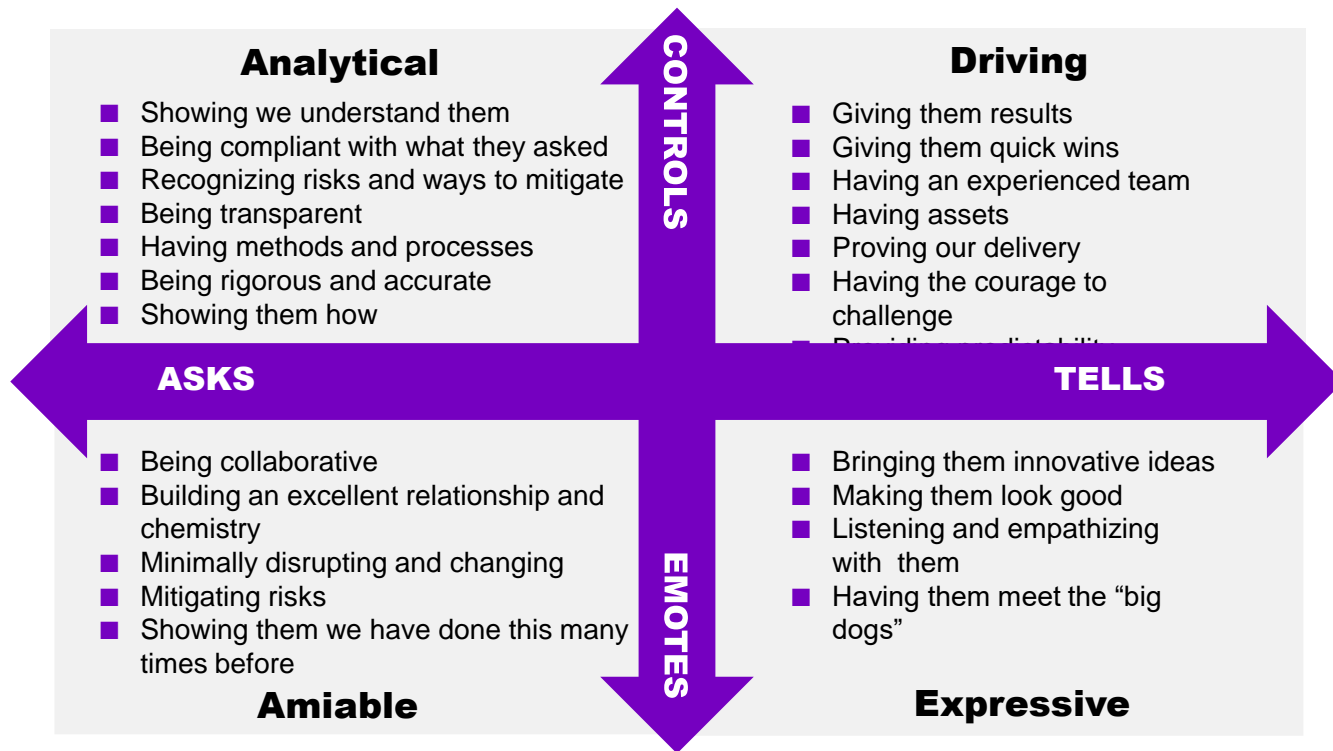 Analytical
Showing we understand them
Being compliant with what they asked
Recognizing risks and ways to mitigate
Being transparent
Having methods and processes
Being rigorous and accurate
Showing them how
CONTROLS
Driving
Giving them results
Giving them quick wins
Having an experienced team
Having assets
Proving our delivery
Having the courage to
challenge
Providing predictability
ASKS
TELLS
Being collaborative
Building an excellent relationship and
chemistry
Minimally disrupting and changing
Mitigating risks
Showing them we have done this many
times before
Amiable
EMOTES
Bringing them innovative ideas
Making them look good
Listening and empathizing
with  them
Having them meet the “big
dogs”
Expressive